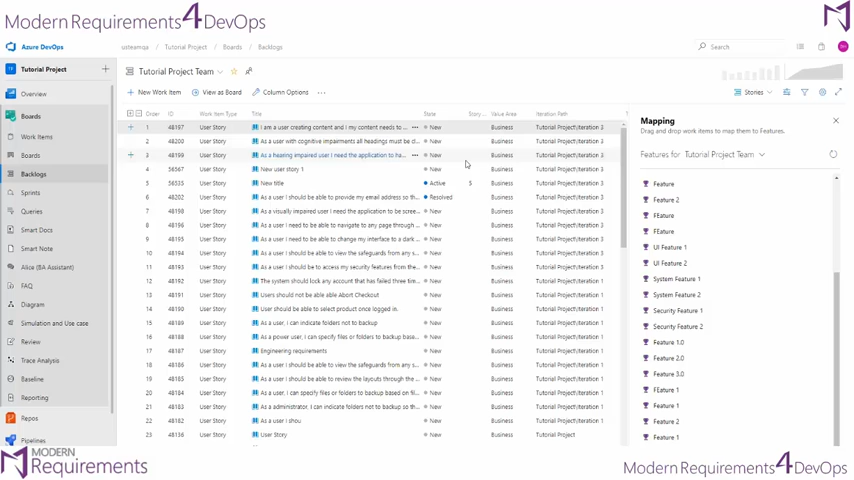 Modern Requirements4DevOps
Azure DevOps
usteamqa / Tutorial Project / Boards / Backlogs
Search
TP Tutorial Project +
Tutorial Project Team
+ New Work Item View as Board Column Options ...
Stories
Overview
Boards
Work Items
Boards
Backlogs
Sprints
Queries
Smart Docs
Smart Note
Alice (BA Assistant)
FAQ
Diagram
Simulation and Use case
Review
Trace Analysis
Baseline
Reporting
Repos
Pipelines
Order ID Work Item Type Title State Story ... Value Area Iteration Path
1 48197 User Story I am a user creating content and I my content needs to ... New Business Tutorial Project\Iteration 3
2 48200 User Story As a user with cognitive impairments all headings must be cl... New Business Tutorial Project\Iteration 3
3 48199 User Story As a hearing impaired user I need the application to ha... New Business Tutorial Project\Iteration 3
4 56567 User Story New user story 1 New Business Tutorial Project\Iteration 3
5 56535 User Story New title Active 5 Business Tutorial Project\Iteration 3
6 48202 User Story As a user I should be able to provide my email address so th... Resolved Business Tutorial Project\Iteration 3
7 48198 User Story As a visually impaired user I need the application to be scree... New Business Tutorial Project\Iteration 3
8 48196 User Story As a user I need to be able to navigate to any page through ... New Business Tutorial Project\Iteration 3
9 48195 User Story As a user I need to be able to change my interface to a dark ... New Business Tutorial Project\Iteration 3
10 48194 User Story As a user I should be able to view the safeguards from any p... New Business Tutorial Project\Iteration 3
11 48193 User Story As a user I should be to access my security features from the... New Business Tutorial Project\Iteration 3
12 48192 User Story The system should lock any account that has failed three tim... New Business Tutorial Project\Iteration 3
13 48191 User Story Users should not be able able Abort Checkout New Business Tutorial Project\Iteration 3
14 48190 User Story User should be able to select product once logged in. New Business Tutorial Project\Iteration 3
15 48189 User Story As a user, I can indicate folders not to backup New Business Tutorial Project\Iteration 3
16 48188 User Story As a power user, I can specify files or folders to backup base... New Business Tutorial Project\Iteration 3
17 48187 User Story Engineering requirements New Business Tutorial Project\Iteration 3
18 48186 User Story As a user I should be able to view the safeguards from any ... New Business Tutorial Project\Iteration 3
19 48185 User Story As a user I should be able to review the layouts through the ... New Business Tutorial Project\Iteration 3
20 48184 User Story As a user, I can specify files or folders to backup based on fil... New Business Tutorial Project\Iteration 3
21 48183 User Story As a administrator, I can indicate folders not to backup so th... New Business Tutorial Project\Iteration 3
22 48182 User Story As a user I shou New Business Tutorial Project\Iteration 3
23 48136 User Story User Story New Business Tutorial Project
Mapping
Drag and drop work items to map them to Features.
Features for Tutorial Project Team
Feature
Feature 2
FEature
FEature
UI Feature 1
UI Feature 2
System Feature 1
System Feature 2
Security Feature 1
Security Feature 2
Feature 1.0
Feature 2.0
Feature 3.0
FEature 1
Feature 1
Feature 2
Feature 1
MODERN
Requirements
Modern Requirements4DevOps